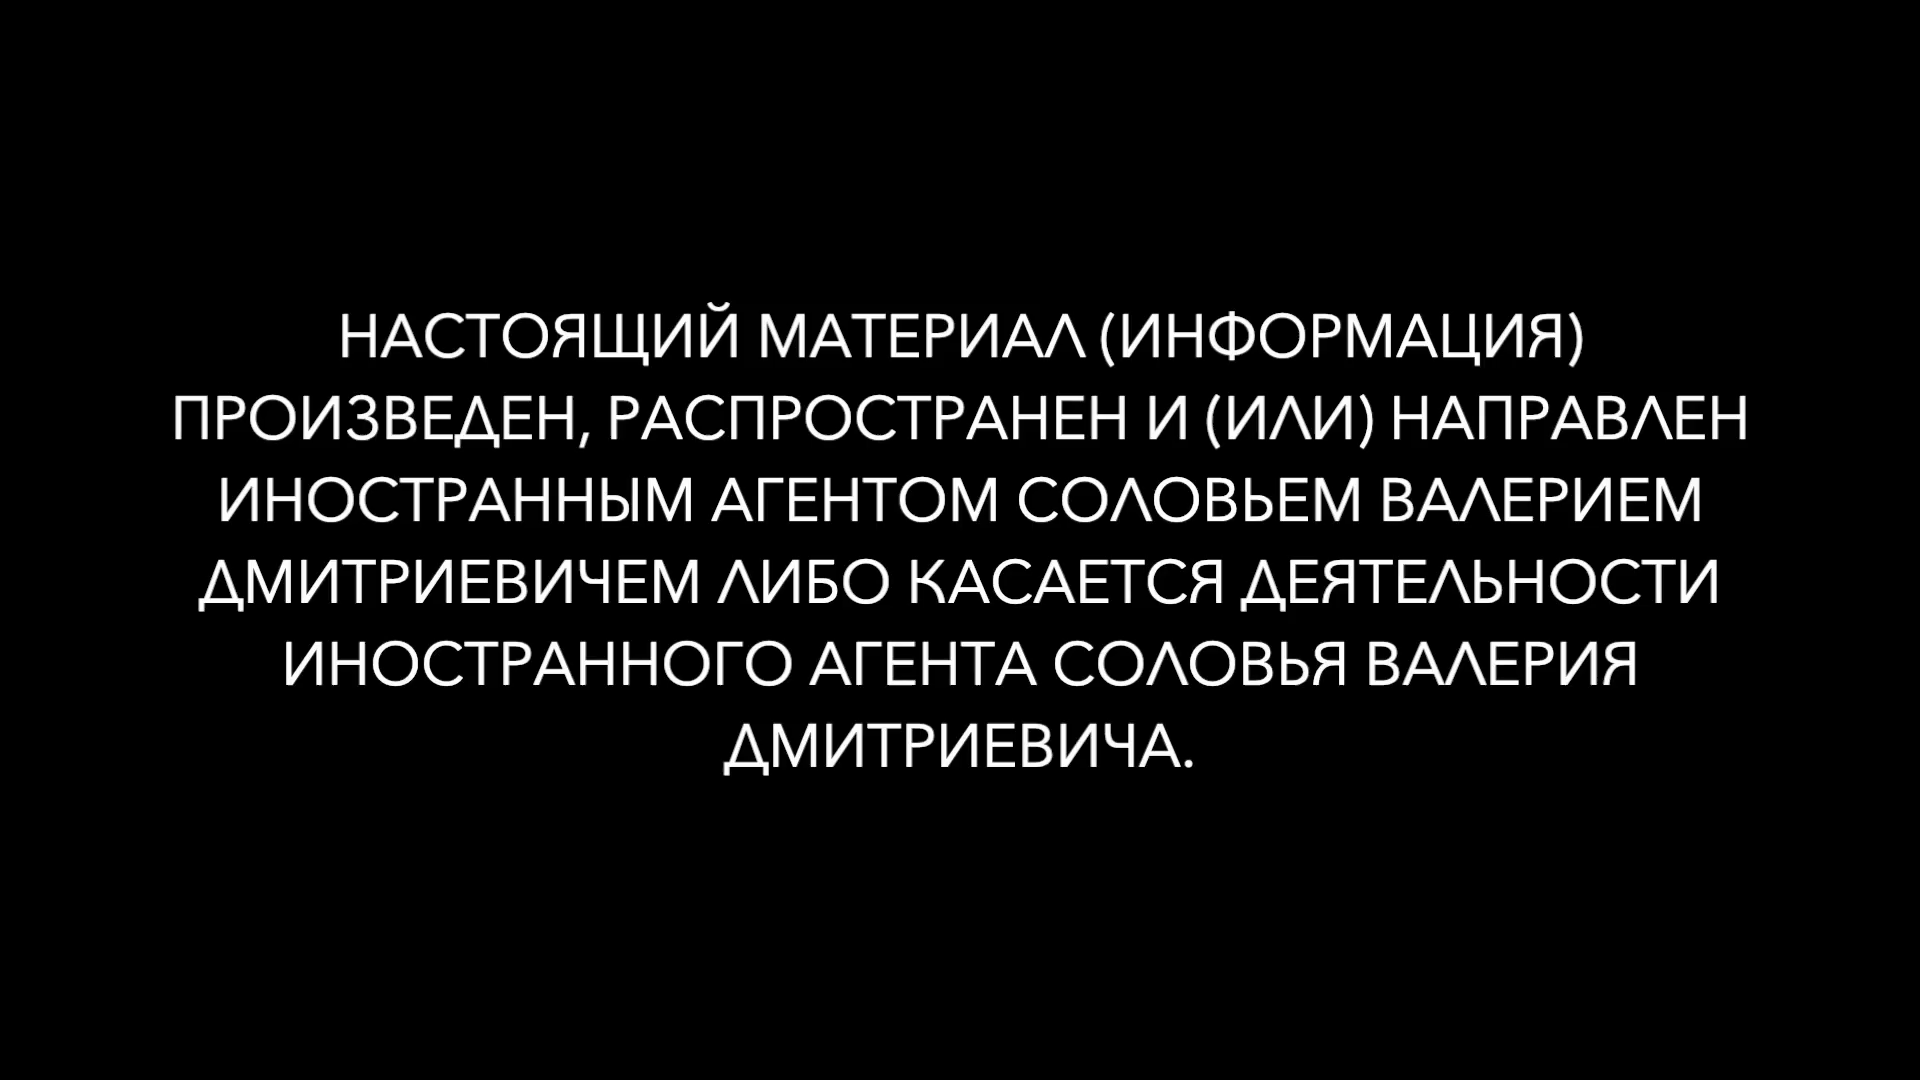 НАСТОЯЩИЙ МАТЕРИАЛ (ИНФОРМАЦИЯ)
ПРОИЗВЕДЕН, РАСПРОСТРАНЕН И (ИЛИ) НАПРАВЛЕН
ИНОСТРАННЫМ АГЕНТОМ СОЛОВЬЕМ ВАЛЕРИЕМ
ДМИТРИЕВИЧЕМ ЛИБО КАСАЕТСЯ ДЕЯТЕЛЬНОСТИ
ИНОСТРАННОГО АГЕНТА СОЛОВЬЯ ВАЛЕРИЯ
ДМИТРИЕВИЧА.